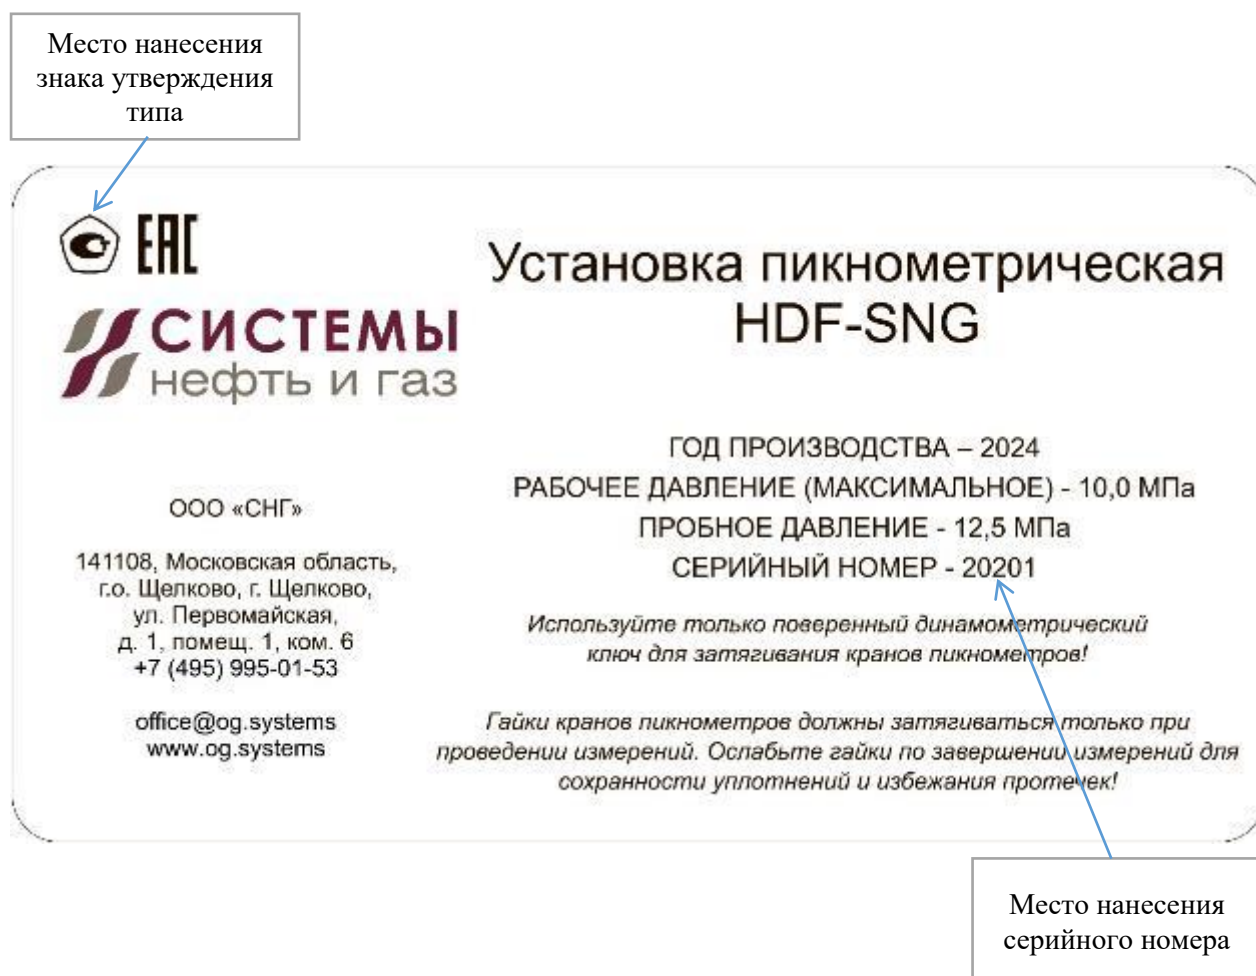 Место нанесения
знака утверждения
типа
ЕАС
СИСТЕМЫ
нефть и газ
Установка пикнометрическая
HDF-SNG
ООО «СНГ»
141108, Московская область,
г.о. Щелково, г. Щелково,
ул. Первомайская,
д. 1, помещ. 1, ком. 6
+7 (495) 995-01-53
office@og.systems
www.og.systems
ГОД ПРОИЗВОДСТВА – 2024
РАБОЧЕЕ ДАВЛЕНИЕ (МАКСИМАЛЬНОЕ) - 10,0 МПа
ПРОБНОЕ ДАВЛЕНИЕ - 12,5 МПа
СЕРИЙНЫЙ НОМЕР - 20201
Используйте только поверенный динамометрический
ключ для затягивания кранов пикнометров!
Гайки кранов пикнометров должны затягиваться только при
проведении измерений. Ослабьте гайки по завершении измерений для
сохранности уплотнений и избежания протечек!
Место нанесения
серийного номера